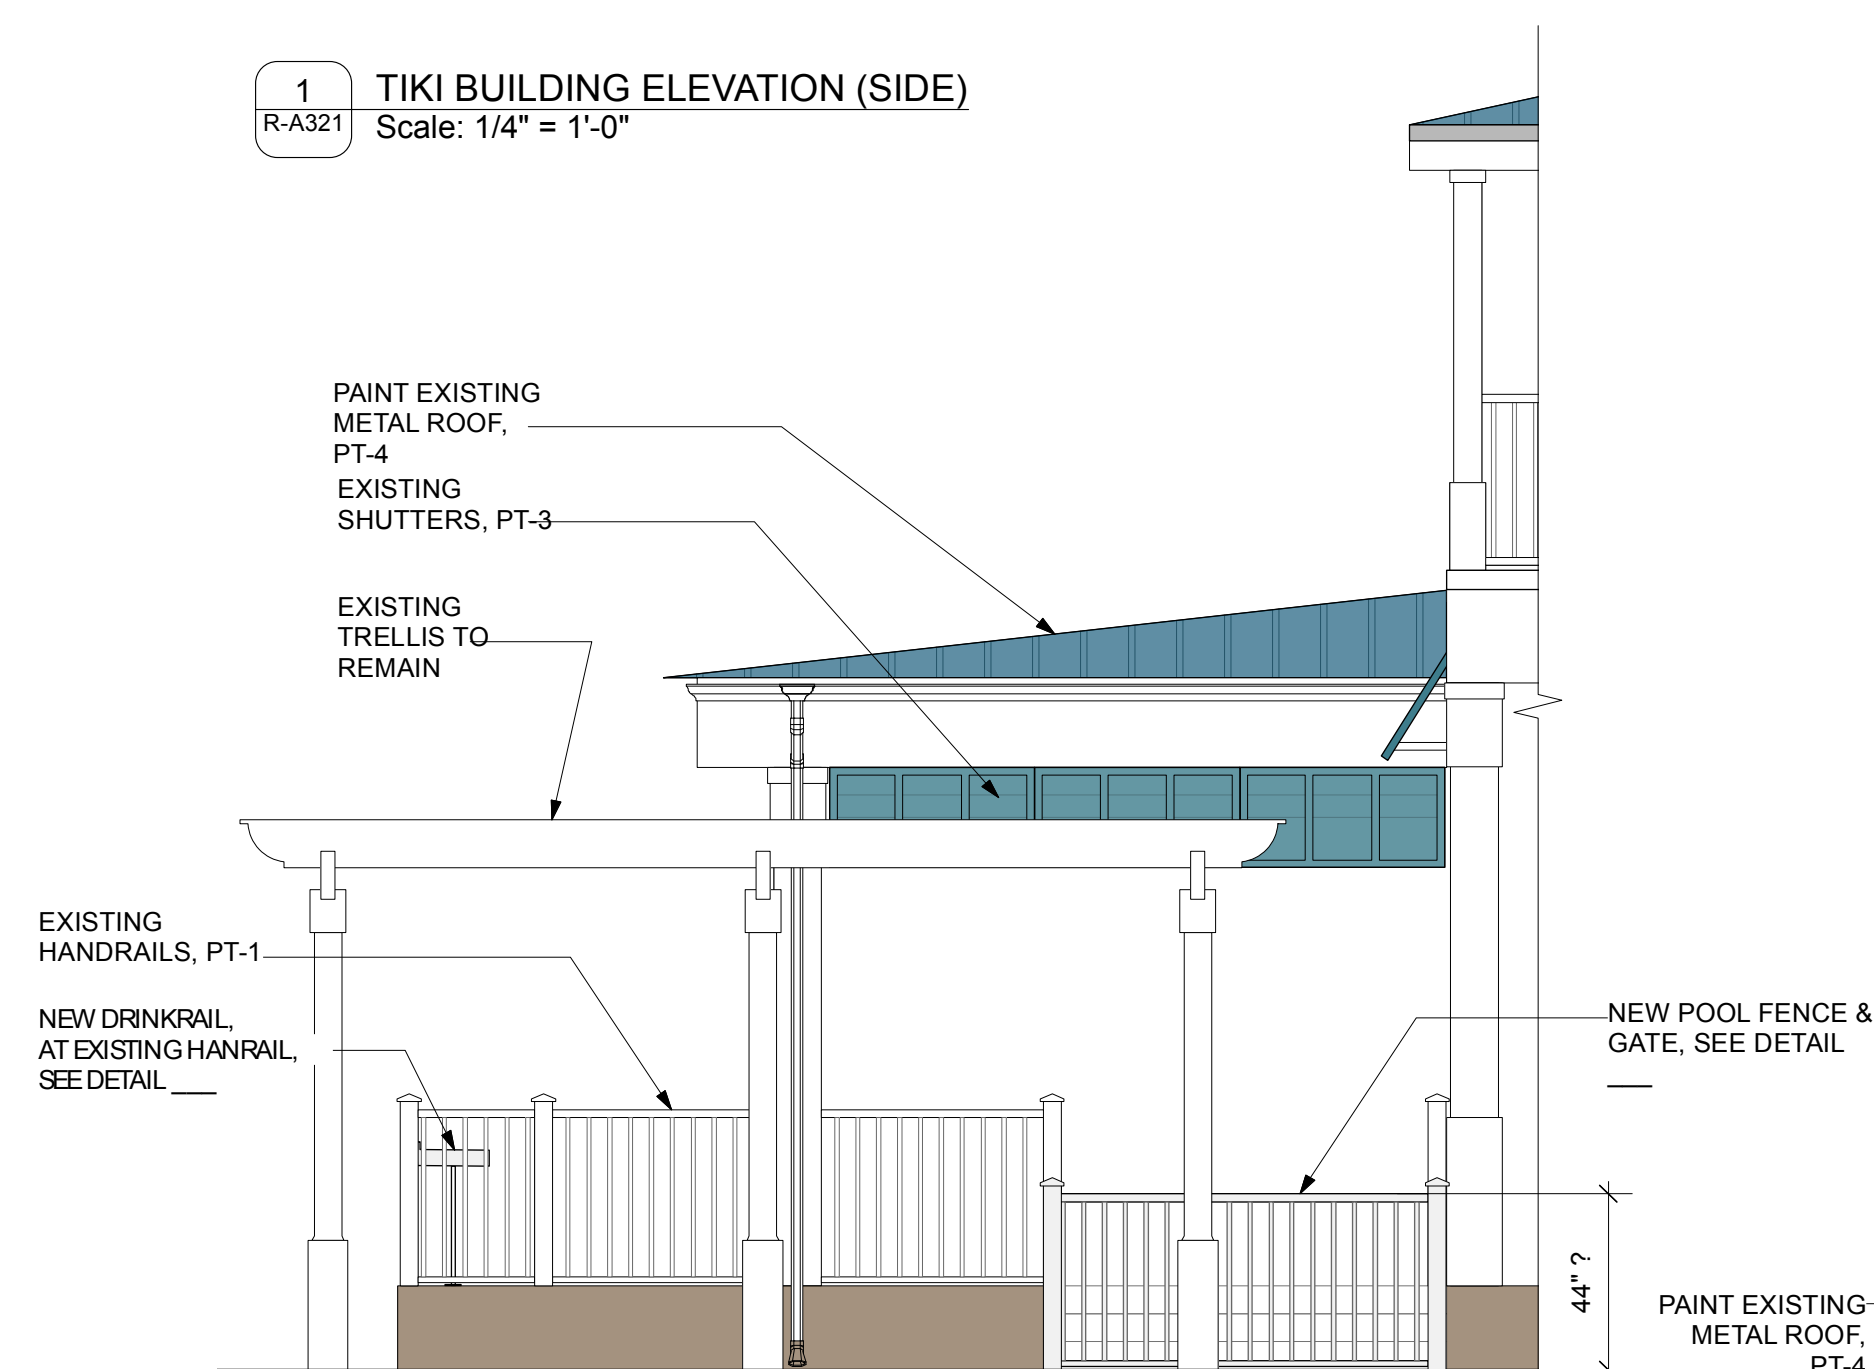 1
R-A321
TIKI BUILDING ELEVATION (SIDE)
Scale: 1/4" = 1'-0"
PAINT EXISTING
METAL ROOF,
PT-4
EXISTING
SHUTTERS, PT-3
EXISTING
TRELLIS TO
REMAIN
EXISTING
HANDRAILS, PT-1
NEW DRINKRAIL,
AT EXISTING HANRAIL,
SEE DETAIL ___
NEW POOL FENCE &
GATE, SEE DETAIL
___
44" ?
PAINT EXISTING
METAL ROOF,
PT-4